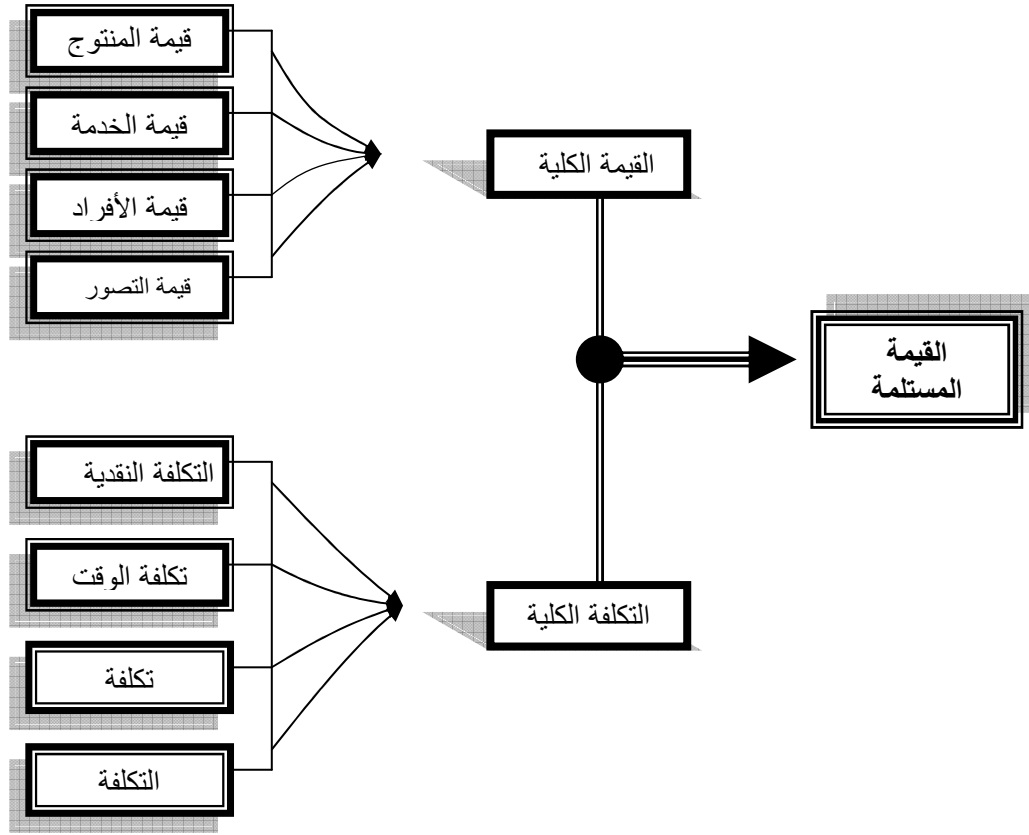 قيمة المنتوج
قيمة الخدمة
قيمة الأفراد
قيمة التصور
القيمة الكلية
القيمة
المستلمة
التكلفة النقدية
تكلفة الوقت
تكلفة
التكلفة
التكلفة الكلية